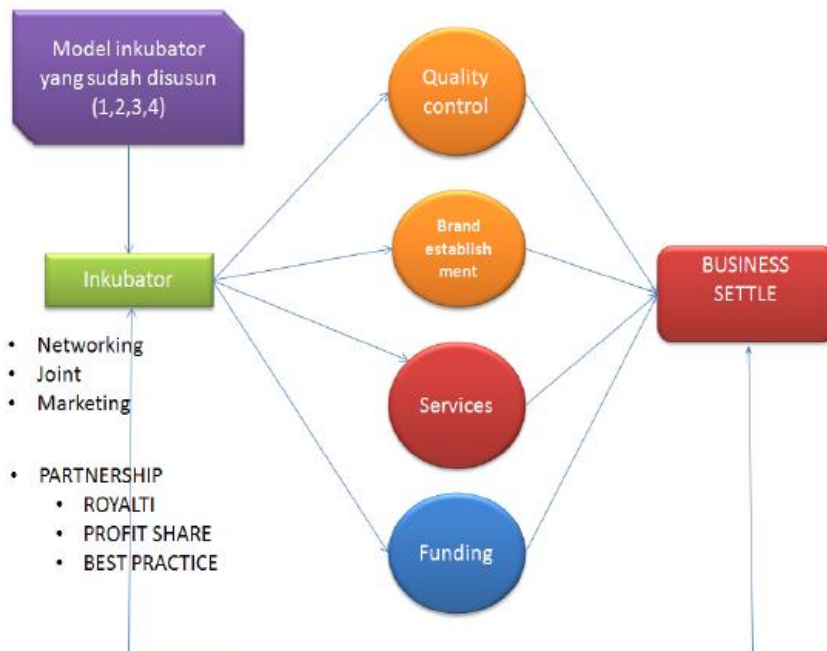 Model inkubator
yang sudah disusun
(1,2,3,4)
Quality
control
Brand
establish
ment
Inkubator
BUSINESS
SETTLE
• Networking
• Joint
• Marketing
Services
• PARTNERSHIP
• ROYALTI
• PROFIT SHARE
• BEST PRACTICE
Funding